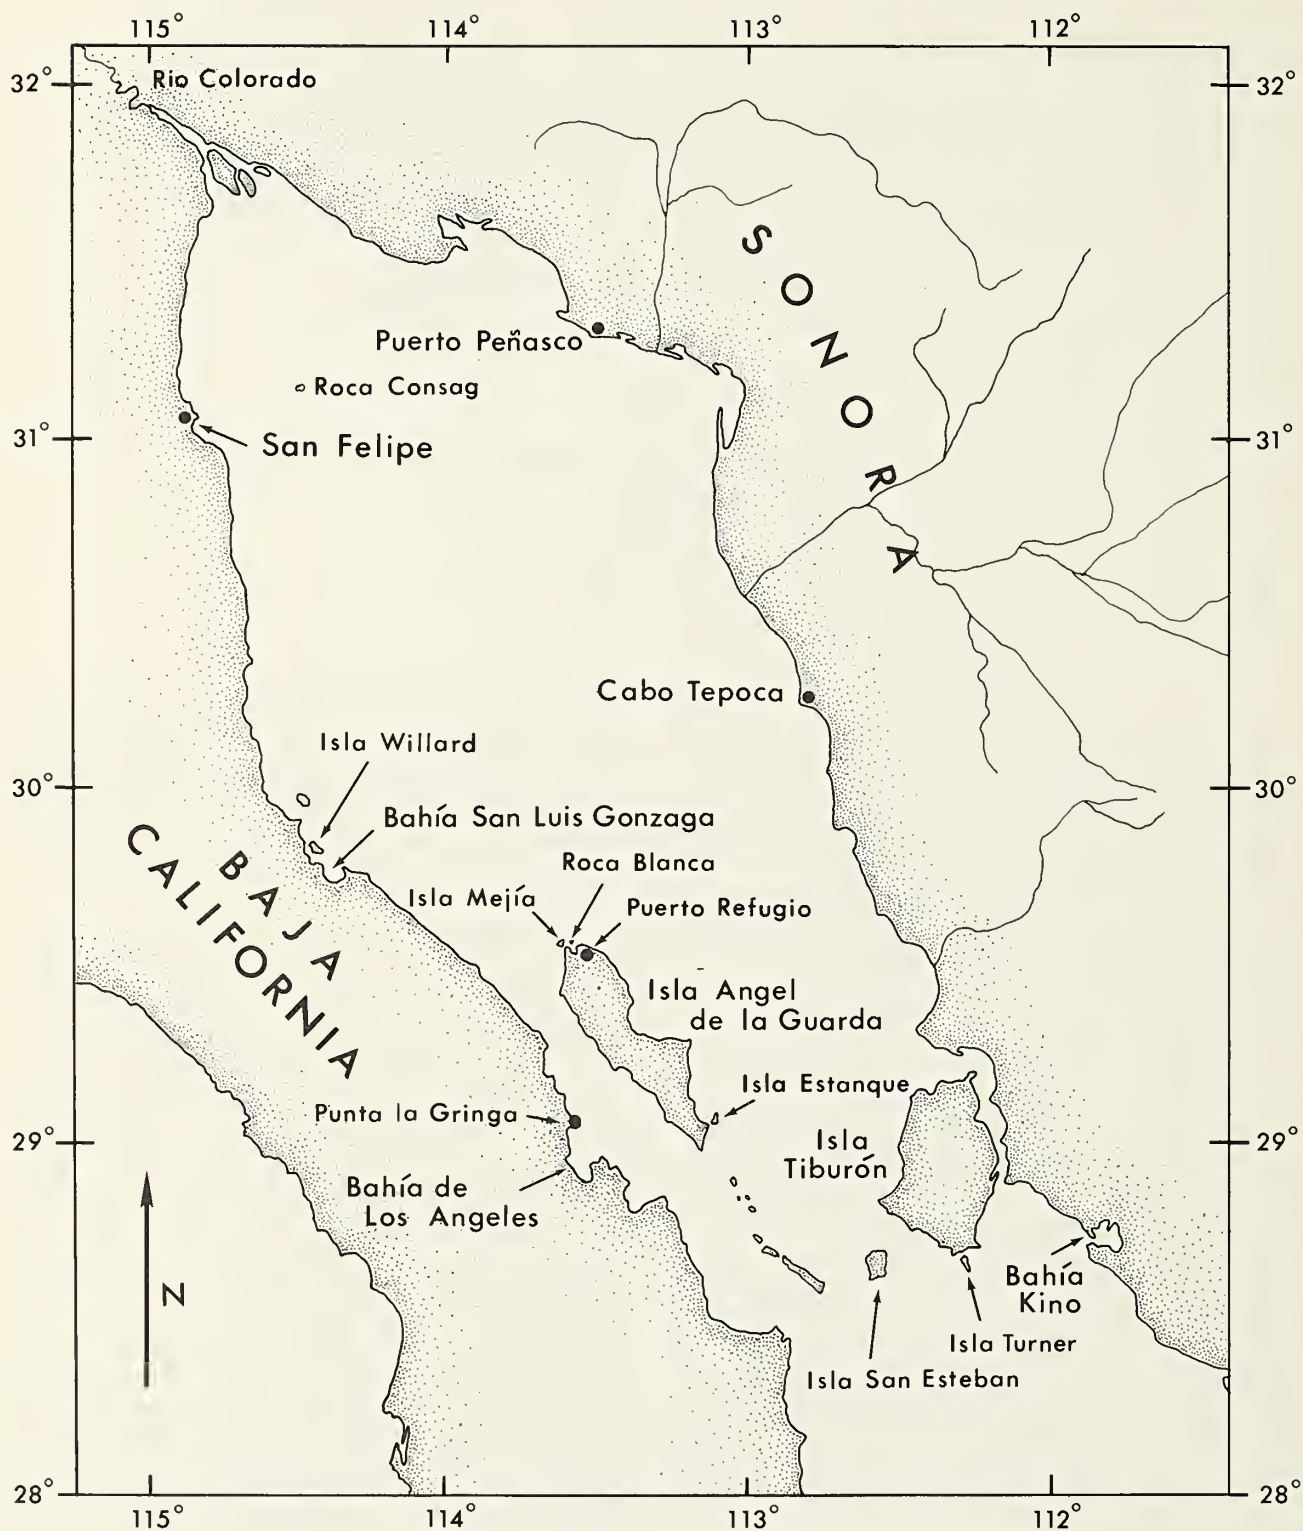 115° 114° 113° 112°
32° 32°
Rio Colorado
SONORA
Puerto Peñasco
Roca Consag
31° 31°
San Felipe
Cabo Tepoca
Isla Willard
30° 30°
Bahía San Luis Gonzaga
BAJA
CALIFORNIA
Roca Blanca
Isla Mejía
Puerto Refugio
Isla Angel
de la Guarda
Isla Estanque
Punta la Gringa
29° 29°
Isla
Tiburón
Bahía de
Los Angeles
N
Bahía
Kino
Isla Turner
Isla San Esteban
28° 28°
115° 114° 113° 112°